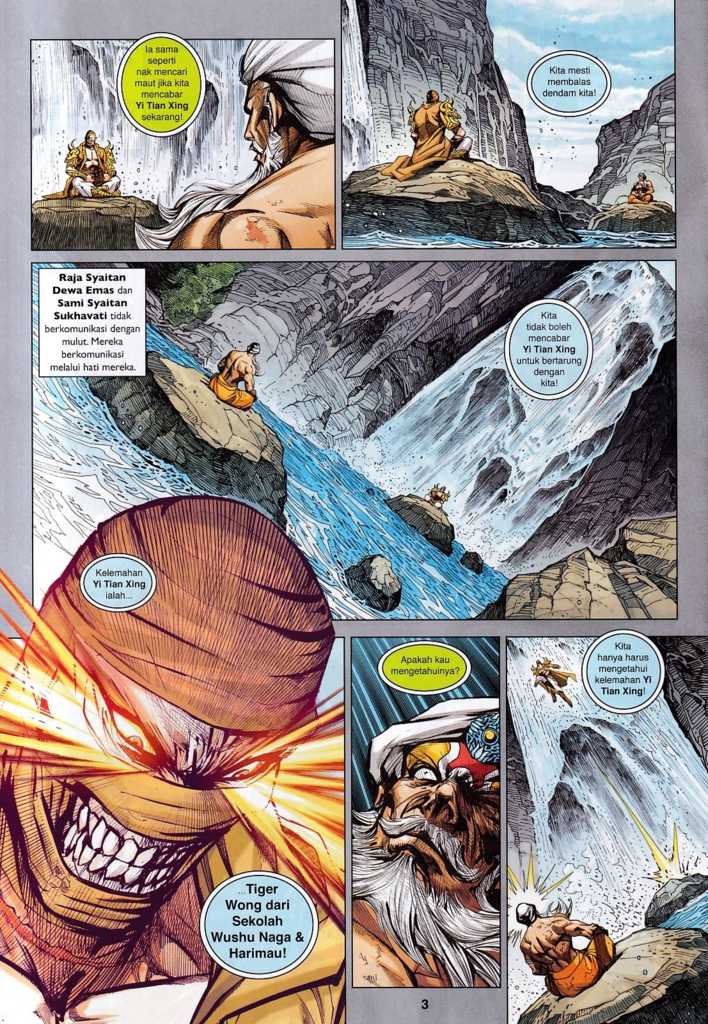 Ia sama
seperti
nak mencari
maut jika kita
mencabar
Yi Tian Xing
sekarang!
Kita mesti
membalas
dendam kita!
Raja Syaitan
Dewa Emas dan
Sami Syaitan
Sukhavati tidak
berkomunikasi dengan
mulut. Mereka
berkomunikasi
melalui hati mereka.
Kita
tidak boleh
mencabar
Yi Tian Xing
untuk bertarung
dengan
kita!
Kelemahan
Yi Tian Xing
ialah...
...Tiger
Wong dari
Sekolah
Wushu Naga &
Harimau!
Apakah kau
mengetahuinya?
Kita
hanya harus
mengetahui
kelemahan Yi
Tian Xing!
3